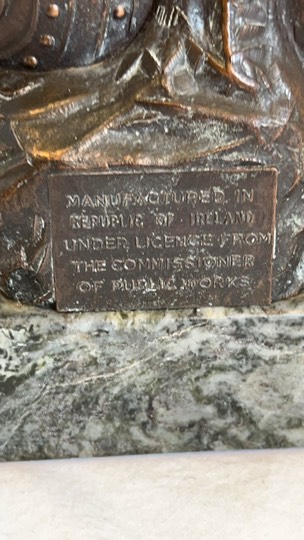 MANUFACTURED IN
REPUBLIC OF IRELAND
UNDER LICENCE FROM
THE COMMISSIONER
OF PUBLIC WORKS